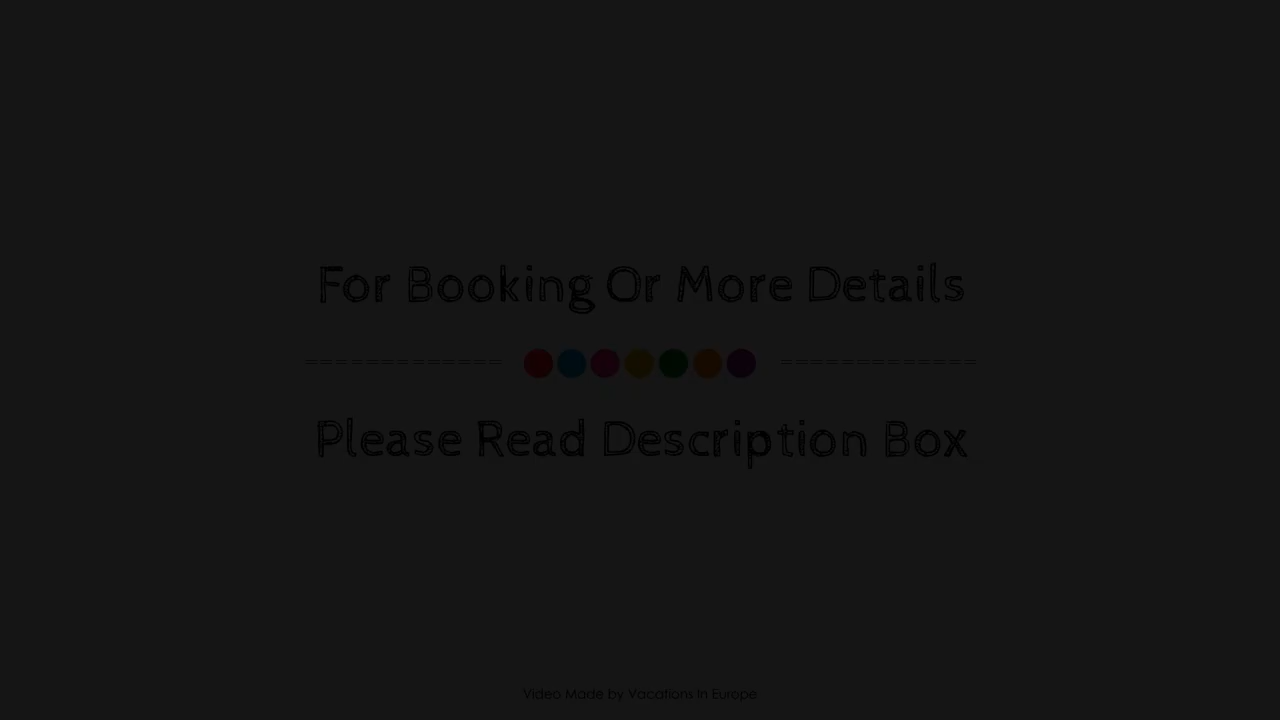 For Booking Or More Details
============= =============
Please Read Description Box
Video Made by Vacations In Europe